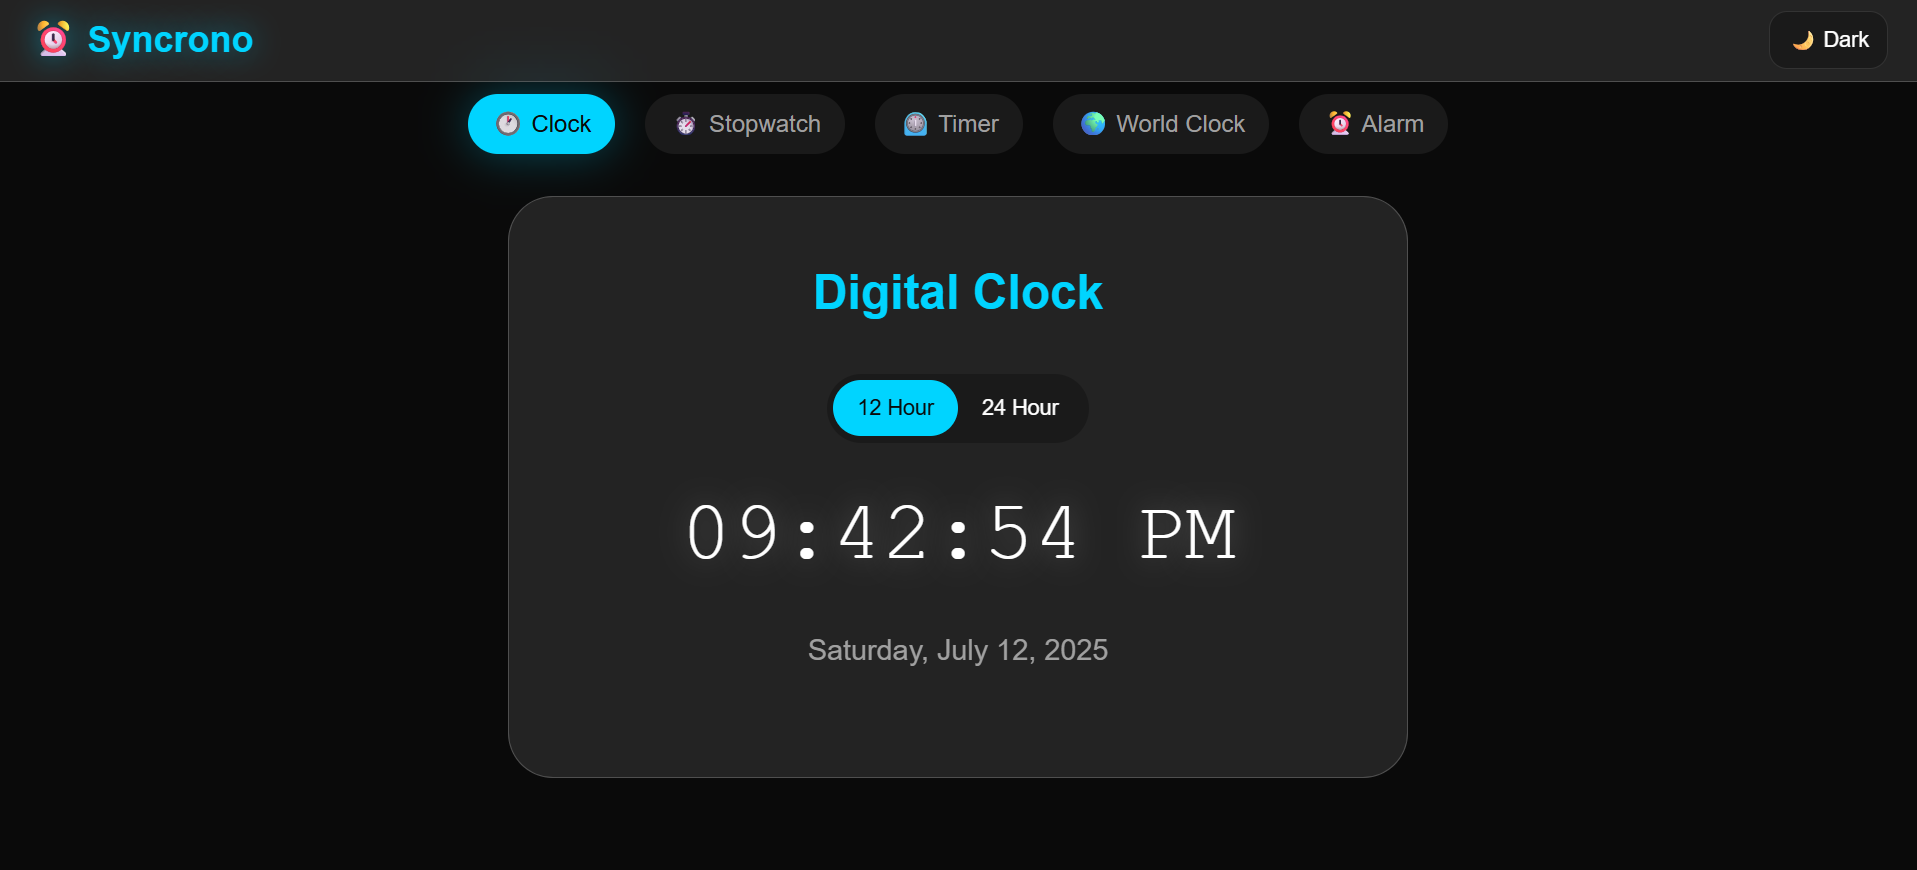 Syncrono
Dark
Clock
Stopwatch
Timer
World Clock
Alarm
Digital Clock
12 Hour
24 Hour
09:42:54 PM
Saturday, July 12, 2025